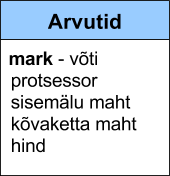 Arvutid
mark - võti
protsessor
sisemälu maht
kõvaketta maht
hind